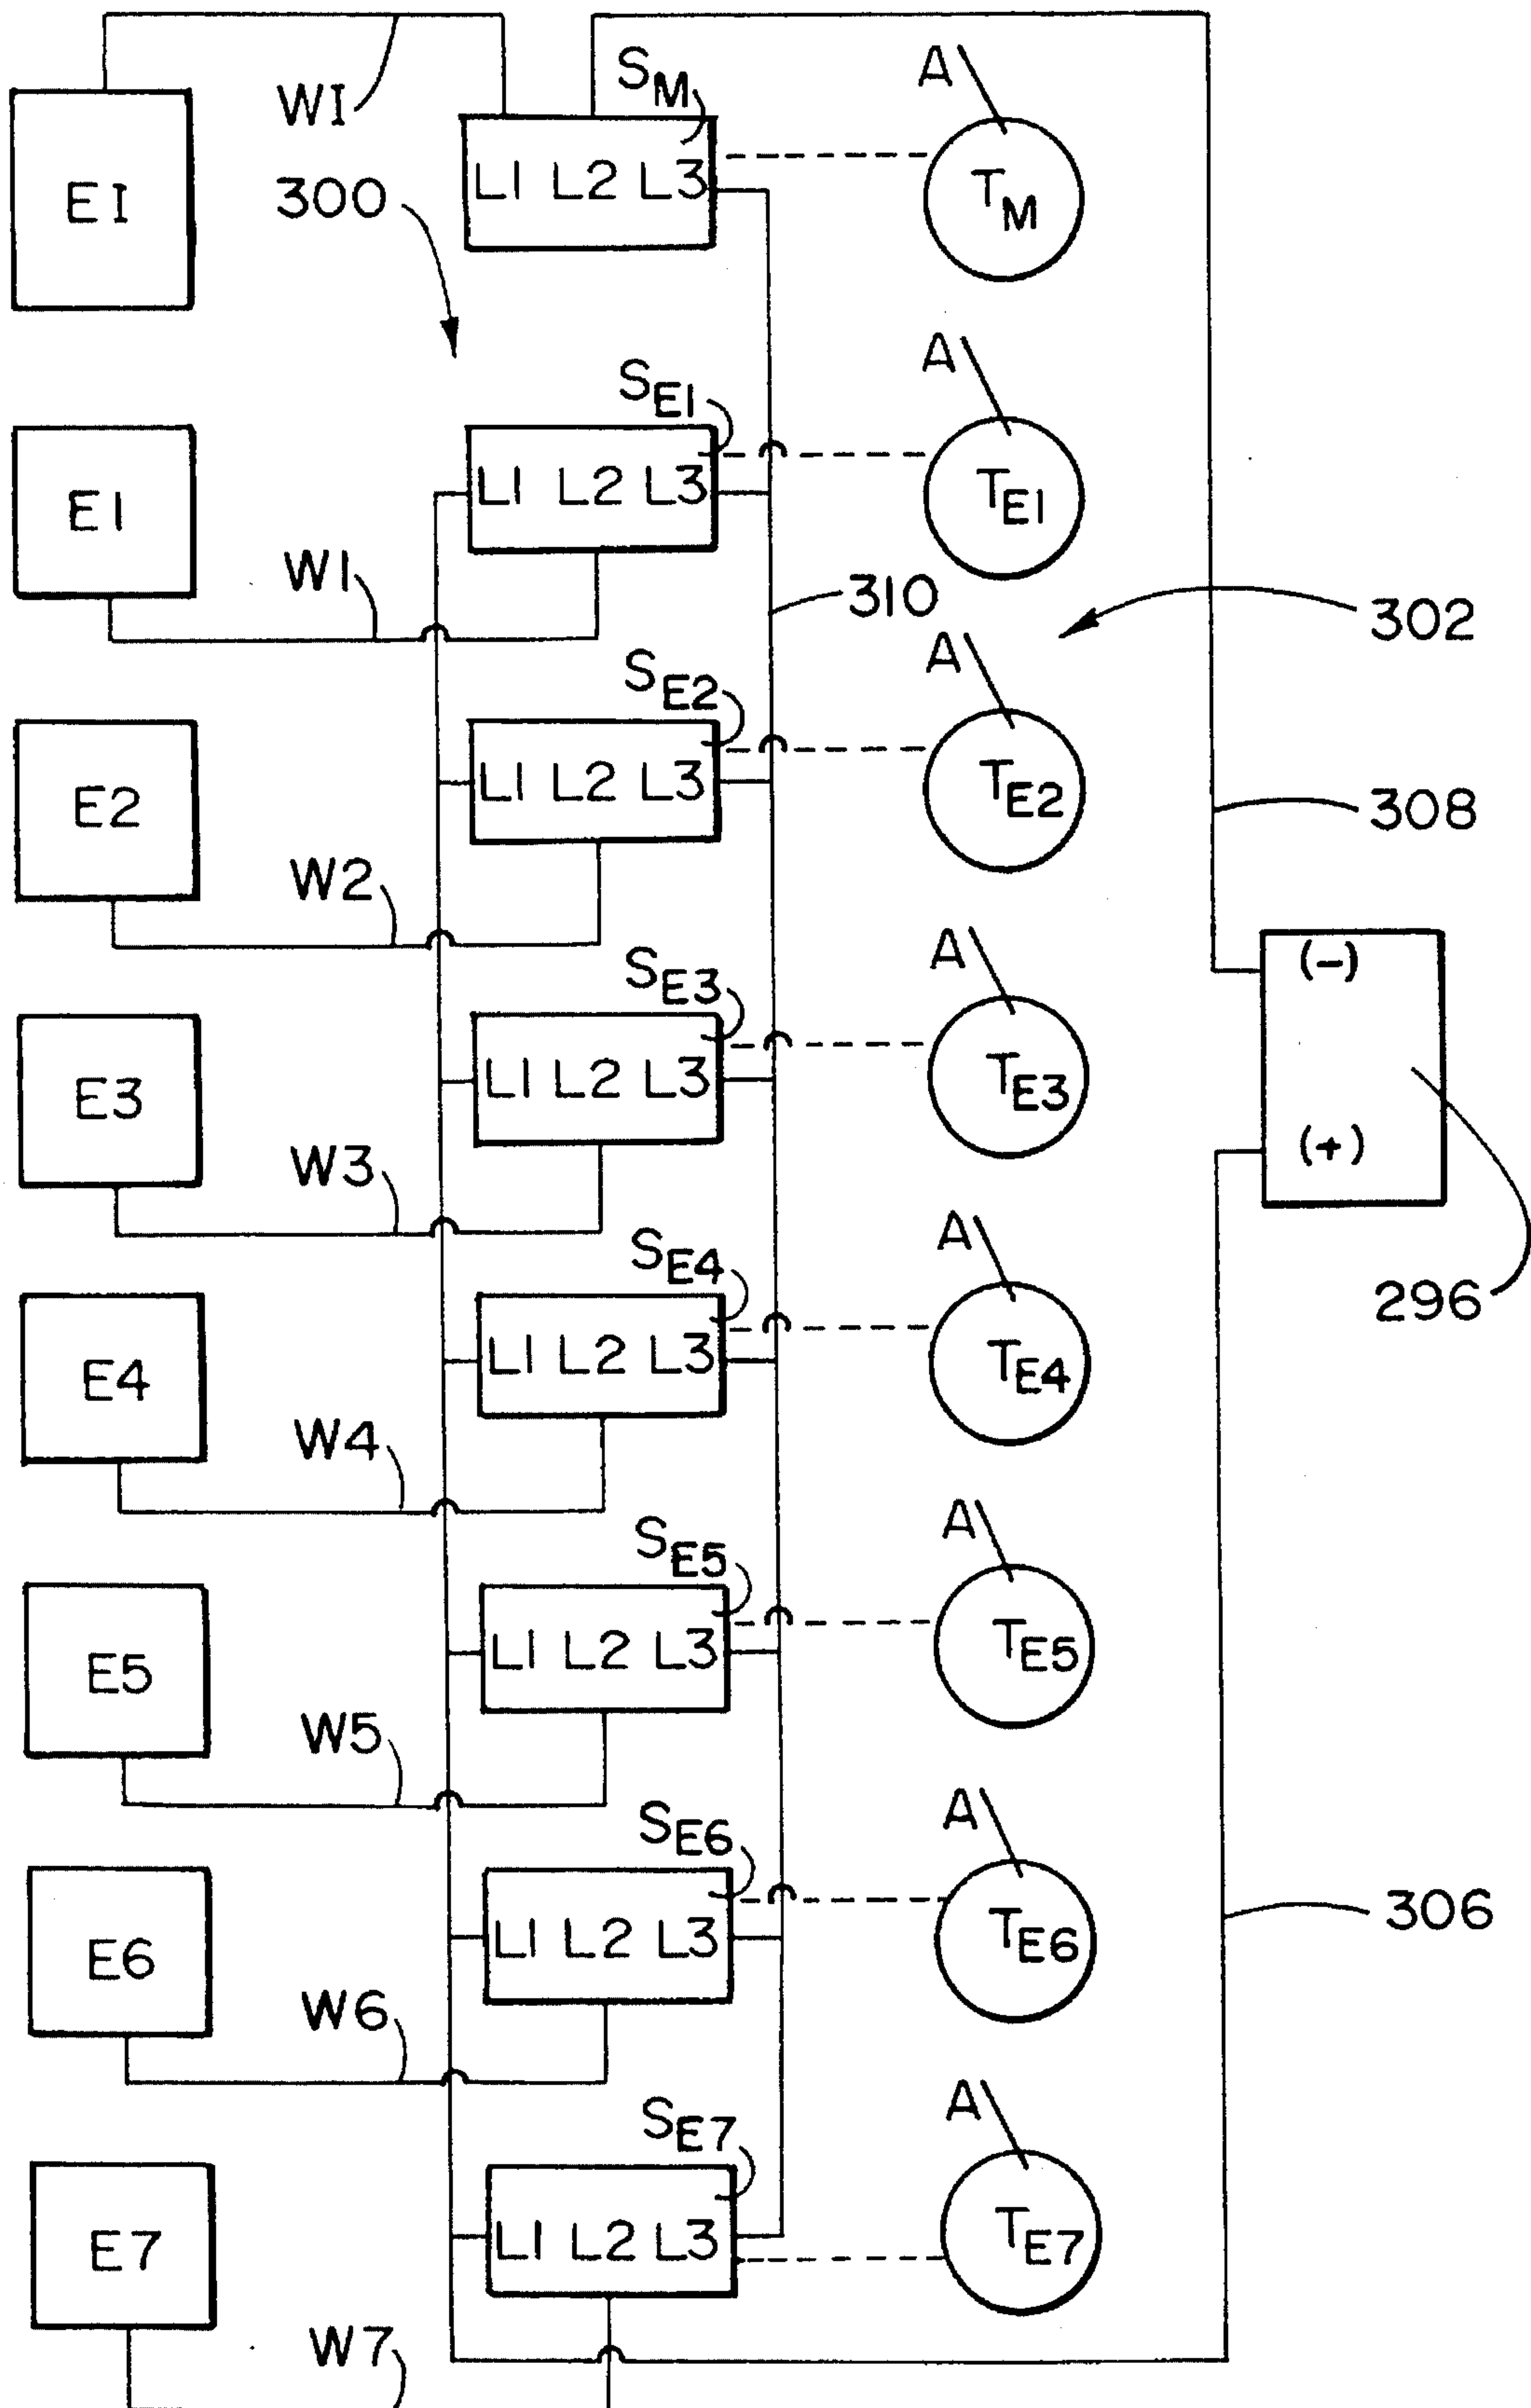 S_M A
WI
EI 300 L1 L2 L3 T_M
S_E1 A
E1 L1 L2 L3 T_E1
W1 310 302
S_E2 A
E2 L1 L2 L3 T_E2 308
W2
S_E3 A (-)
E3 L1 L2 L3 T_E3
W3 (+)
S_E4 A 296
E4 L1 L2 L3 T_E4
W4
S_E5 A
E5 L1 L2 L3 T_E5
W5
S_E6 A
E6 L1 L2 L3 T_E6 306
W6
S_E7 A
E7 L1 L2 L3 T_E7
W7